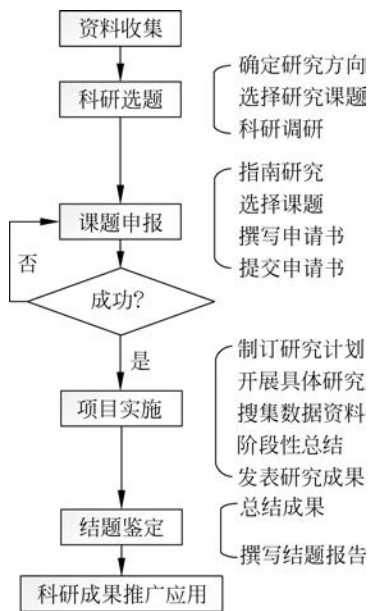 资料收集
科研选题
确定研究方向
选择研究课题
科研调研
课题申报
指南研究
选择课题
撰写申请书
提交申请书
否
成功?
是
项目实施
制订研究计划
开展具体研究
搜集数据资料
阶段性总结
发表研究成果
结题鉴定
总结成果
撰写结题报告
科研成果推广应用